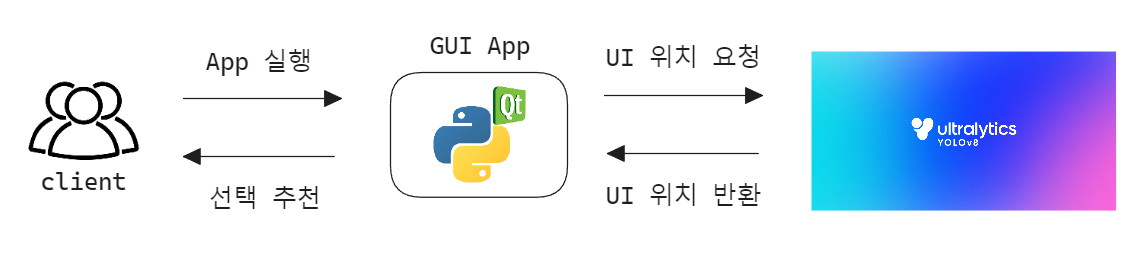 client
App 실행
선택 추천
GUI App
Qt
UI 위치 요청
UI 위치 반환
ultralytics
YOLOv8